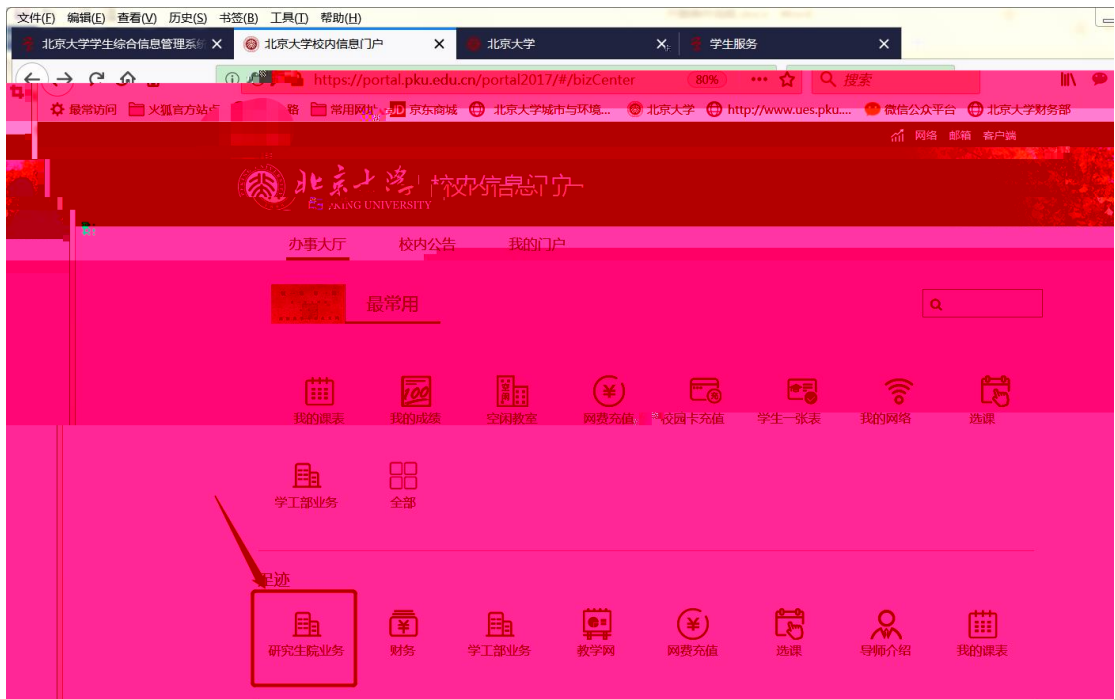 文件(F) 编辑(E) 查看(V) 历史(S) 书签(B) 工具(T) 帮助(H)
北京大学学生综合信息管理系统 北京大学校内信息门户 北京大学 学生服务
https://portal.pku.edu.cn/portal2017/#/bizCenter 80% 搜索
最常访问 火狐官方站点 常用网址 JD 京东商城 北京大学城市与环境... 北京大学 http://www.ues.pku.... 微信公众平台 北京大学财务部
网络 邮箱 客户端
北京大学 校内信息门户
UNIVERSITY
办事大厅 校内公告 我的门户
最常用
我的课表 我的成绩 空闲教室 网费充值 校园卡充值 学生一张表 我的网络 选课
学工部业务 全部
足迹
研究生院业务 财务 学工部业务 教学网 网费充值 选课 导师介绍 我的课表